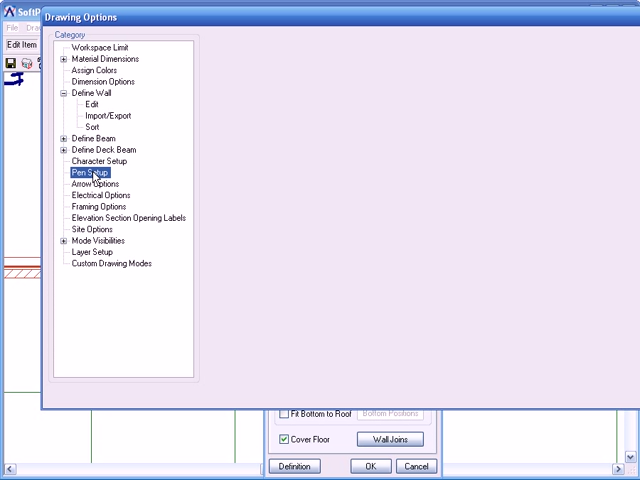 SoftP
Drawing Options
File
Edit Item
Category
Workspace Limit
Material Dimensions
Assign Colors
Dimension Options
Define Wall
Edit
Import/Export
Sort
Define Beam
Define Deck Beam
Character Setup
Pen Setup
Arrow Options
Electrical Options
Framing Options
Elevation Section Opening Labels
Site Options
Mode Visibilities
Layer Setup
Custom Drawing Modes
Fit Bottom to Roof
Bottom Positions
Cover Floor
Wall Joins
Definition
OK
Cancel